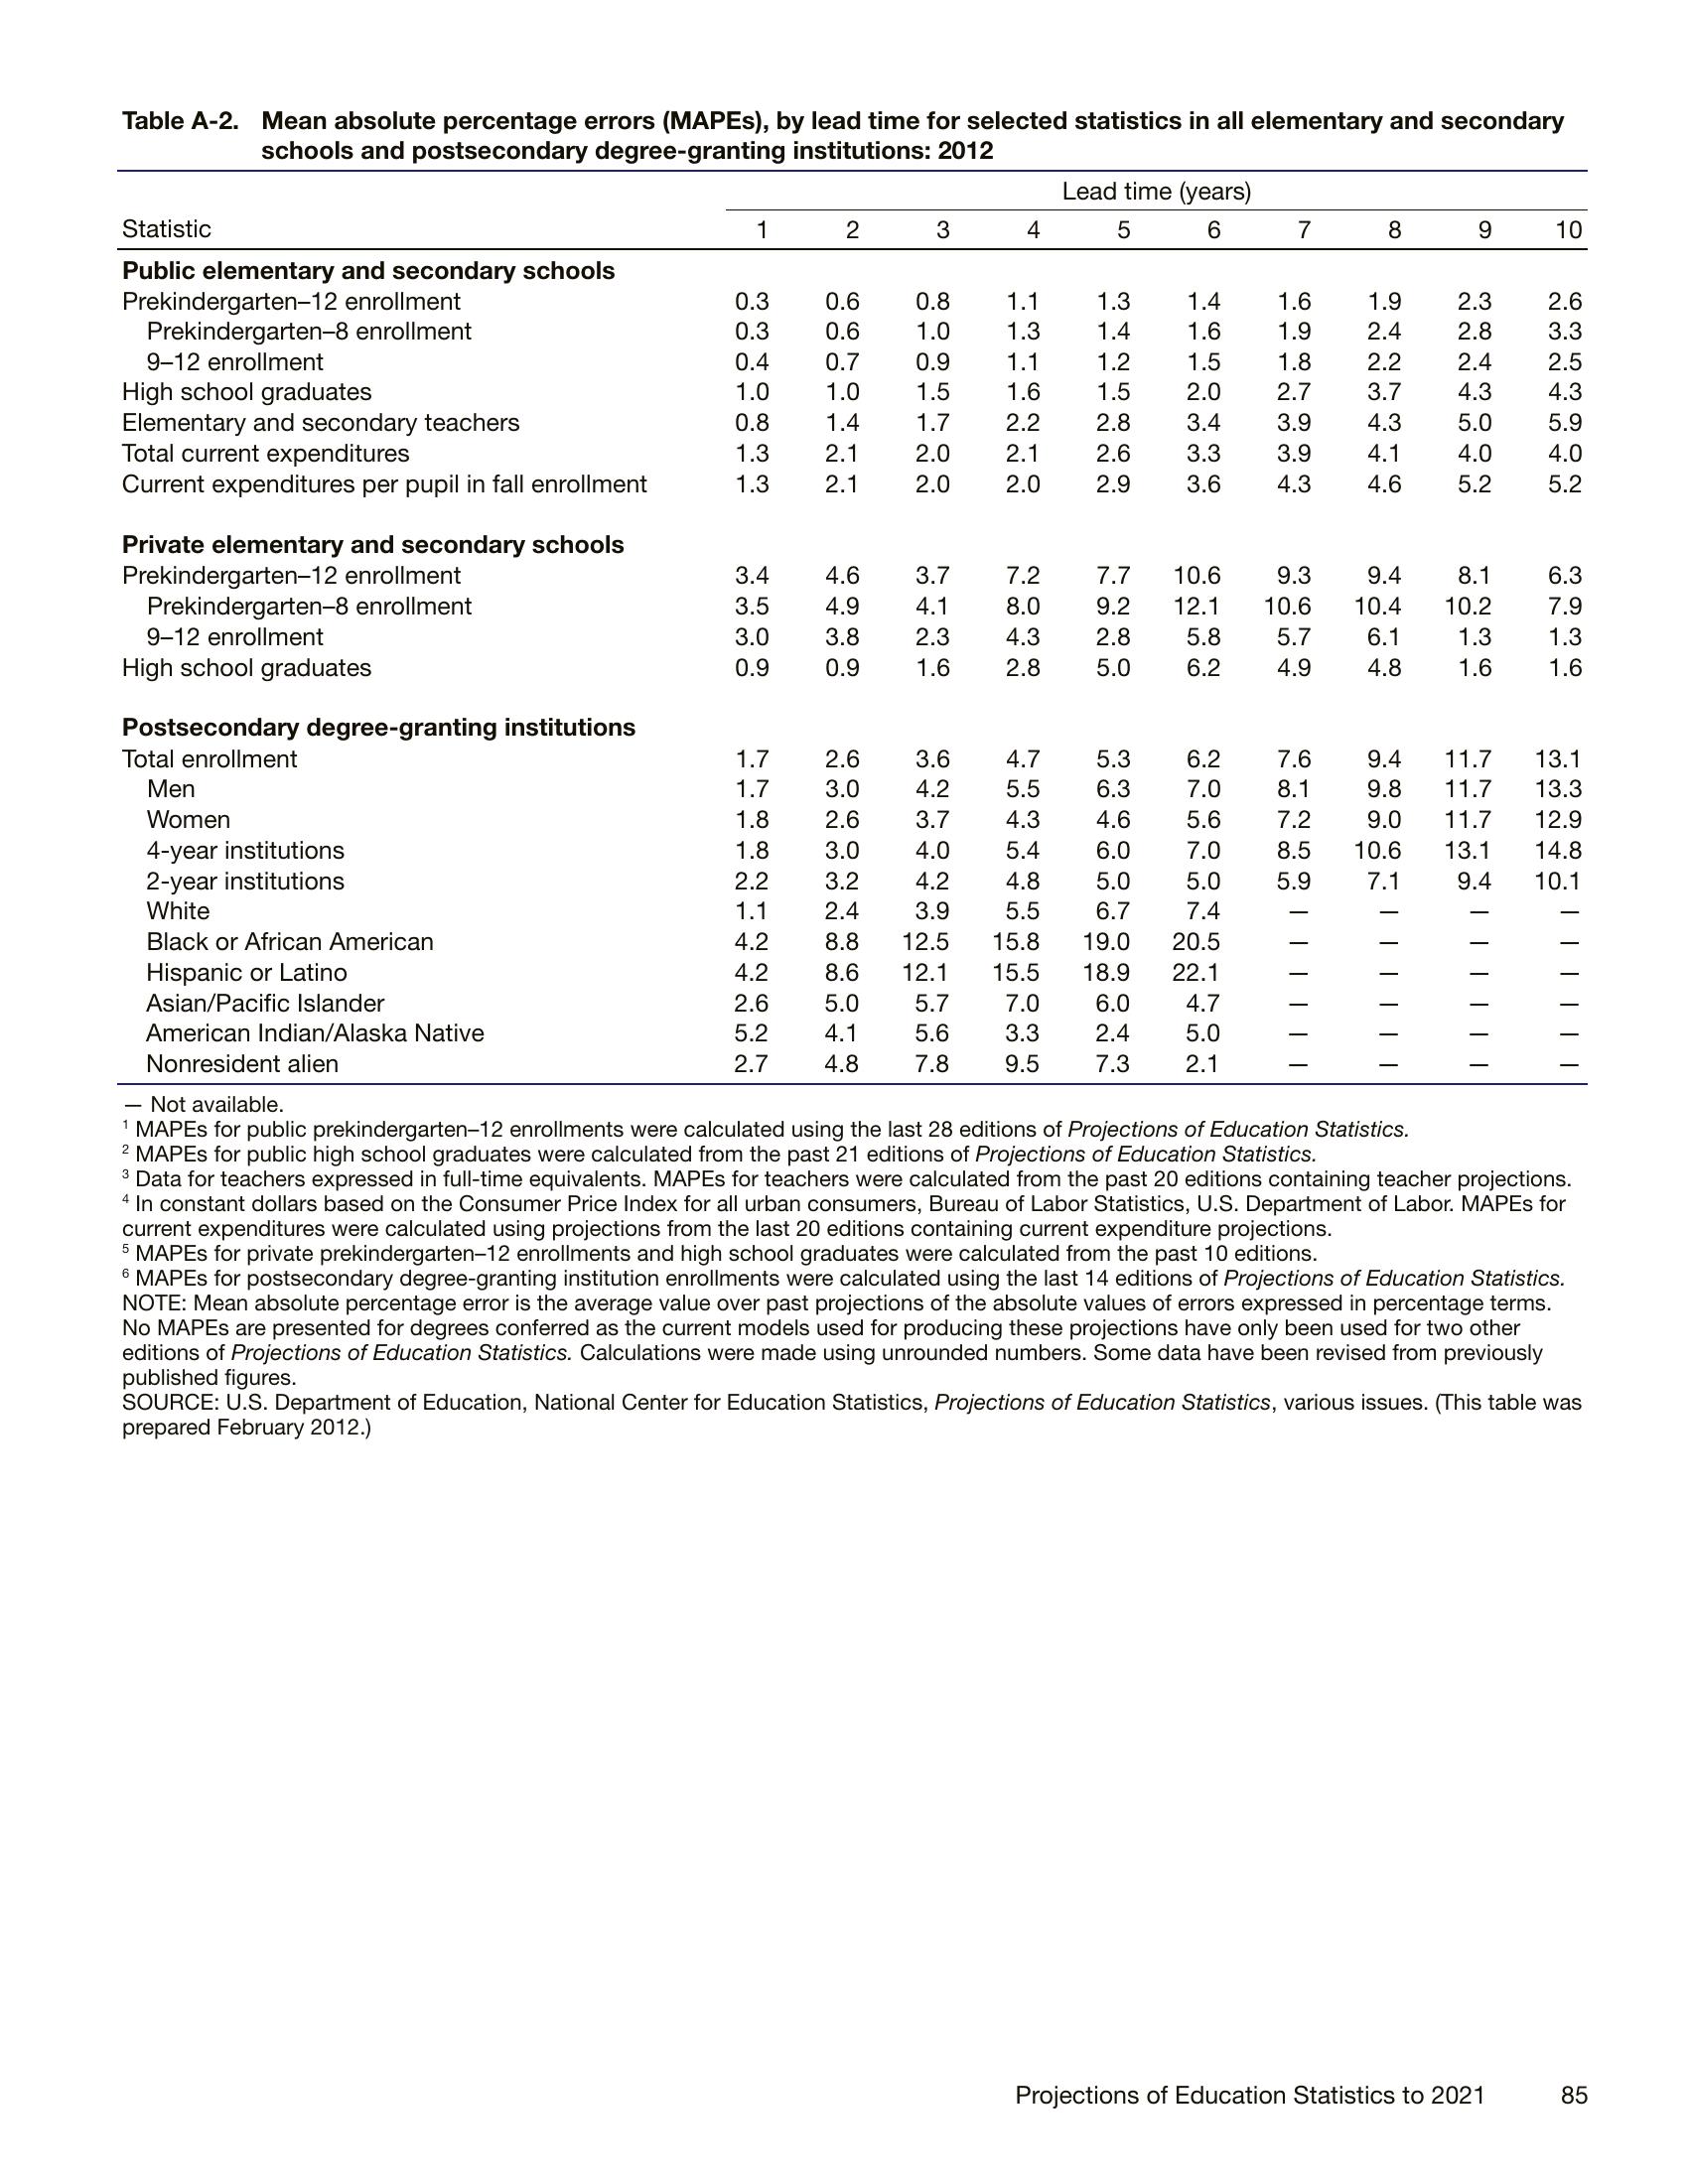 Table A-2. Mean absolute percentage errors (MAPEs), by lead time for selected statistics in all elementary and secondary
schools and postsecondary degree-granting institutions: 2012
Lead time (years)
Statistic 1 2 3 4 5 6 7 8 9 10
Public elementary and secondary schools
Prekindergarten–12 enrollment 0.3 0.6 0.8 1.1 1.3 1.4 1.6 1.9 2.3 2.6
Prekindergarten–8 enrollment 0.3 0.6 1.0 1.3 1.4 1.6 1.9 2.4 2.8 3.3
9–12 enrollment 0.4 0.7 0.9 1.1 1.2 1.5 1.8 2.2 2.4 2.5
High school graduates 1.0 1.0 1.5 1.6 1.5 2.0 2.7 3.7 4.3 4.3
Elementary and secondary teachers 0.8 1.4 1.7 2.2 2.8 3.4 3.9 4.3 5.0 5.9
Total current expenditures 1.3 2.1 2.0 2.1 2.6 3.3 3.9 4.1 4.0 4.0
Current expenditures per pupil in fall enrollment 1.3 2.1 2.0 2.0 2.9 3.6 4.3 4.6 5.2 5.2
Private elementary and secondary schools
Prekindergarten–12 enrollment 3.4 4.6 3.7 7.2 7.7 10.6 9.3 9.4 8.1 6.3
Prekindergarten–8 enrollment 3.5 4.9 4.1 8.0 9.2 12.1 10.6 10.4 10.2 7.9
9–12 enrollment 3.0 3.8 2.3 4.3 2.8 5.8 5.7 6.1 1.3 1.3
High school graduates 0.9 0.9 1.6 2.8 5.0 6.2 4.9 4.8 1.6 1.6
Postsecondary degree-granting institutions
Total enrollment 1.7 2.6 3.6 4.7 5.3 6.2 7.6 9.4 11.7 13.1
Men 1.7 3.0 4.2 5.5 6.3 7.0 8.1 9.8 11.7 13.3
Women 1.8 2.6 3.7 4.3 4.6 5.6 7.2 9.0 11.7 12.9
4-year institutions 1.8 3.0 4.0 5.4 6.0 7.0 8.5 10.6 13.1 14.8
2-year institutions 2.2 3.2 4.2 4.8 5.0 5.0 5.9 7.1 9.4 10.1
White 1.1 2.4 3.9 5.5 6.7 7.4 — — — —
Black or African American 4.2 8.8 12.5 15.8 19.0 20.5 — — — —
Hispanic or Latino 4.2 8.6 12.1 15.5 18.9 22.1 — — — —
Asian/Pacific Islander 2.6 5.0 5.7 7.0 6.0 4.7 — — — —
American Indian/Alaska Native 5.2 4.1 5.6 3.3 2.4 5.0 — — — —
Nonresident alien 2.7 4.8 7.8 9.5 7.3 2.1 — — — —
— Not available.
1 MAPEs for public prekindergarten–12 enrollments were calculated using the last 28 editions of Projections of Education Statistics.
2 MAPEs for public high school graduates were calculated from the past 21 editions of Projections of Education Statistics.
3 Data for teachers expressed in full-time equivalents. MAPEs for teachers were calculated from the past 20 editions containing teacher projections.
4 In constant dollars based on the Consumer Price Index for all urban consumers, Bureau of Labor Statistics, U.S. Department of Labor. MAPEs for
current expenditures were calculated using projections from the last 20 editions containing current expenditure projections.
5 MAPEs for private prekindergarten–12 enrollments and high school graduates were calculated from the past 10 editions.
6 MAPEs for postsecondary degree-granting institution enrollments were calculated using the last 14 editions of Projections of Education Statistics.
NOTE: Mean absolute percentage error is the average value over past projections of the absolute values of errors expressed in percentage terms.
No MAPEs are presented for degrees conferred as the current models used for producing these projections have only been used for two other
editions of Projections of Education Statistics. Calculations were made using unrounded numbers. Some data have been revised from previously
published figures.
SOURCE: U.S. Department of Education, National Center for Education Statistics, Projections of Education Statistics, various issues. (This table was
prepared February 2012.)
Projections of Education Statistics to 2021 85